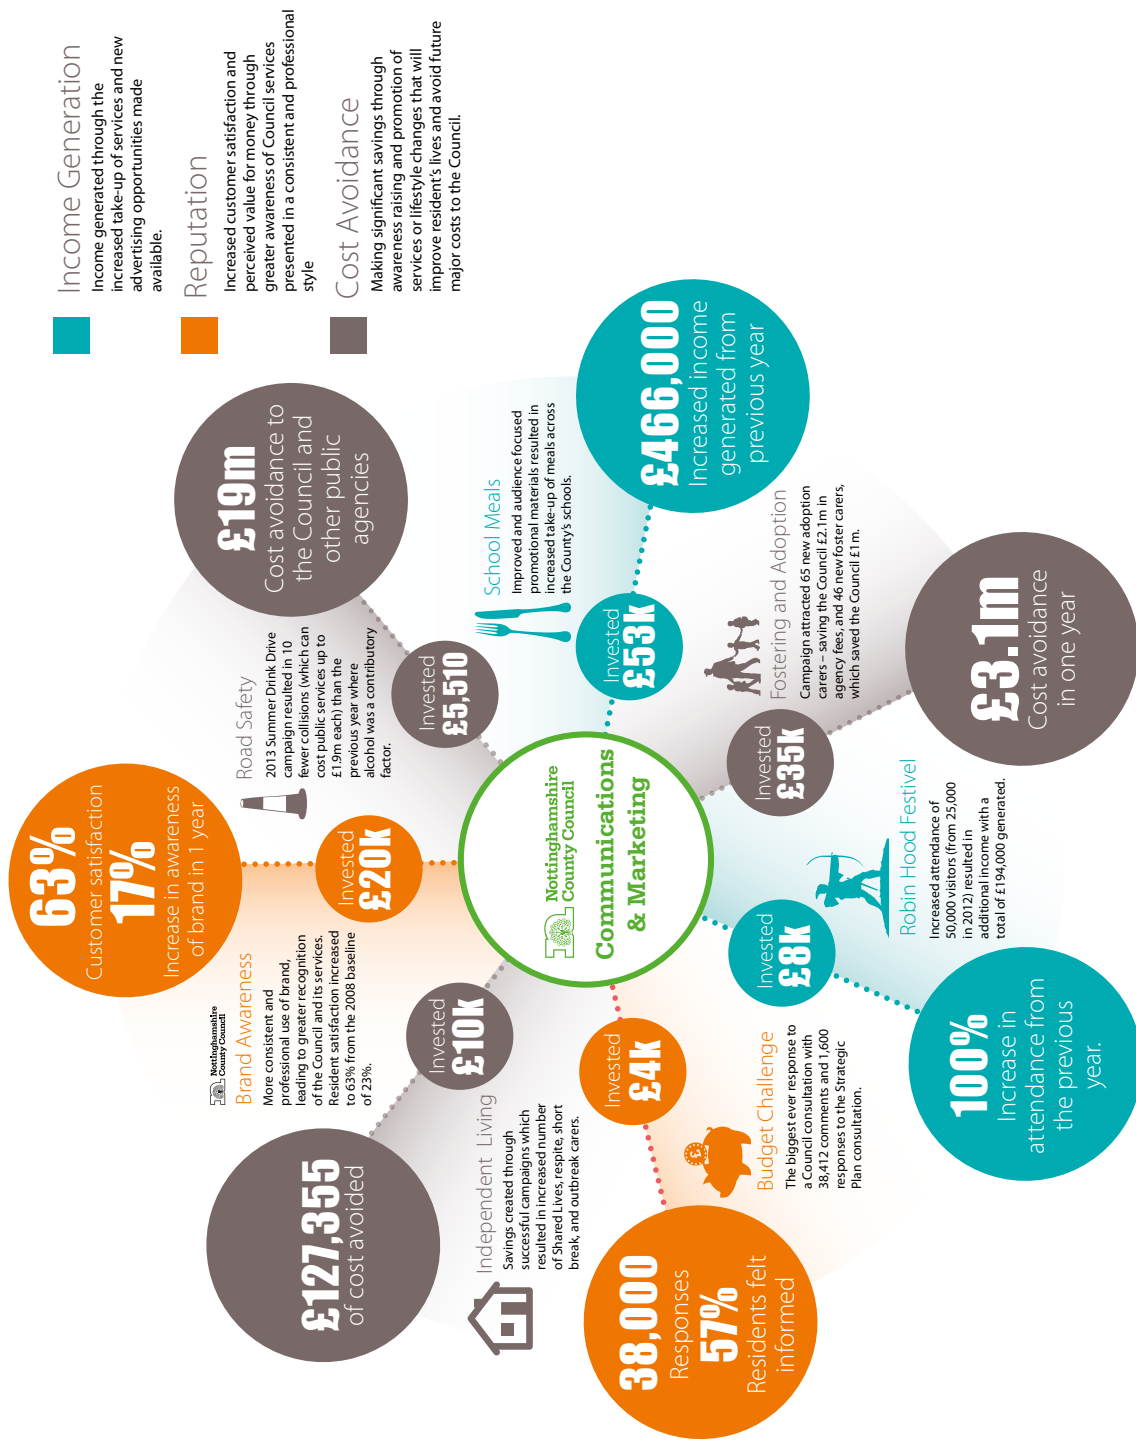 Income Generation
Income generated through the
increased take-up of services and new
advertising opportunities made
available.
Reputation
Increased customer satisfaction and
perceived value for money through
greater awareness of Council services
presented in a consistent and professional
style
Cost Avoidance
Making significant savings through
awareness raising and promotion of
services or lifestyle changes that will
improve resident's lives and avoid future
major costs to the Council.
Nottinghamshire
County Council
Communications
& Marketing
63%
Customer satisfaction
17%
Increase in awareness
of brand in 1 year
Invested
£20k
Nottinghamshire
County Council
Brand Awareness
More consistent and
professional use of brand,
leading to greater recognition
of the Council and its services.
Resident satisfaction increased
to 63% from the 2008 baseline
of 23%.
£19m
Cost avoidance to
the Council and
other public
agencies
Invested
£5,510
Road Safety
2013 Summer Drink Drive
campaign resulted in 10
fewer collisions (which can
cost public services up to
£1.9m each) than the
previous year where
alcohol was a contributory
factor.
£466,000
Increased income
generated from
previous year
Invested
£53k
School Meals
Improved and audience focused
promotional materials resulted in
increased take-up of meals across
the County's schools.
£3.1m
Cost avoidance
in one year
Invested
£35k
Fostering and Adoption
Campaign attracted 65 new adoption
carers – saving the Council £2.1m in
agency fees, and 46 new foster carers,
which saved the Council £1m.
100%
Increase in
attendance from
the previous
year.
Invested
£8k
Robin Hood Festivel
Increased attendance of
50,000 visitors (from 25,000
in 2012) resulted in
additional income with a
total of £194,000 generated.
38,000
Responses
57%
Residents felt
informed
Invested
£4k
£
Budget Challenge
The biggest ever response to
a Council consultation with
38,412 comments and 1,600
responses to the Strategic
Plan consultation.
£127,355
of cost avoided
Invested
£10k
Independent Living
Savings created through
successful campaigns which
resulted in increased number
of Shared Lives, respite, short
break, and outbreak carers.